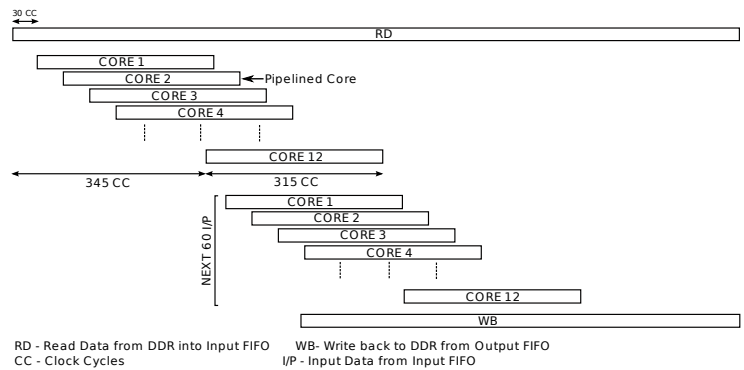 30 CC
RD
CORE 1
CORE 2
Pipelined Core
CORE 3
CORE 4
CORE 12
345 CC
315 CC
NEXT 60 I/P
CORE 1
CORE 2
CORE 3
CORE 4
CORE 12
WB
RD - Read Data from DDR into Input FIFO
WB- Write back to DDR from Output FIFO
CC - Clock Cycles
I/P - Input Data from Input FIFO